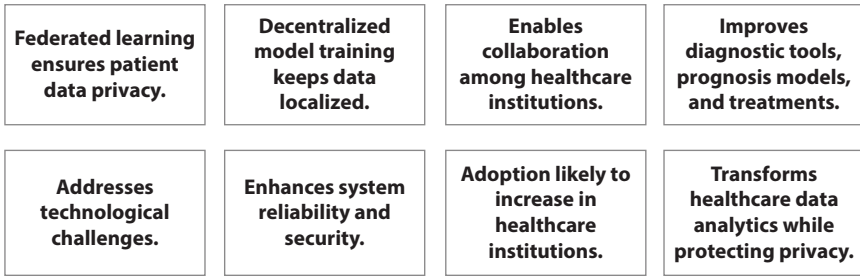 Federated learning
ensures patient
data privacy.
Decentralized
model training
keeps data
localized.
Enables
collaboration
among healthcare
institutions.
Improves
diagnostic tools,
prognosis models,
and treatments.
Addresses
technological
challenges.
Enhances system
reliability and
security.
Adoption likely to
increase in
healthcare
institutions.
Transforms
healthcare data
analytics while
protecting privacy.